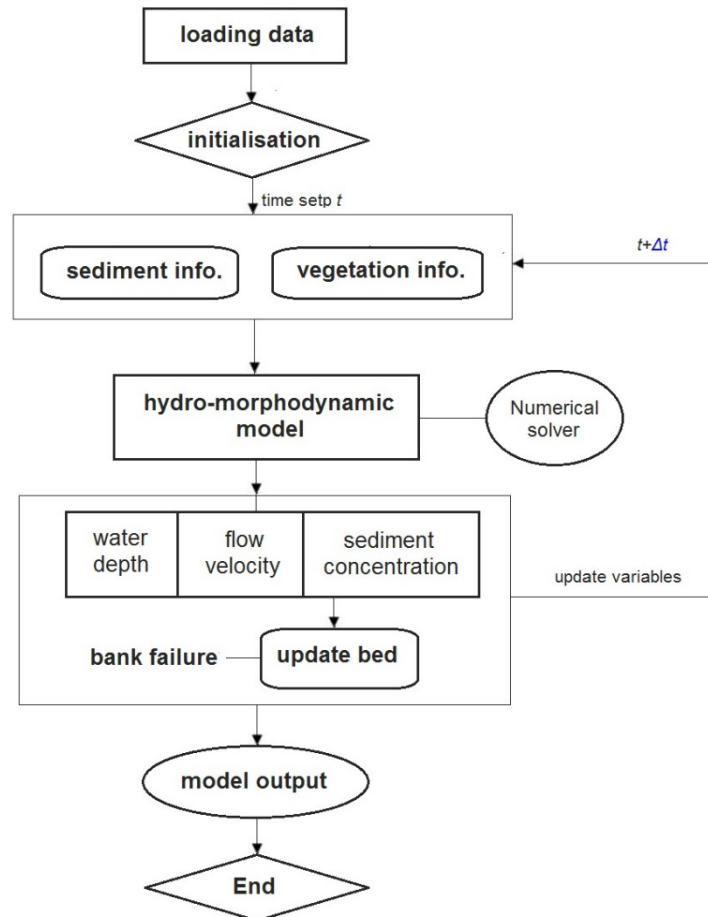 loading data
initialisation
time setp t
t+Δt
sediment info.
vegetation info.
hydro-morphodynamic
model
Numerical
solver
water
depth
flow
velocity
sediment
concentration
update variables
bank failure
update bed
model output
End